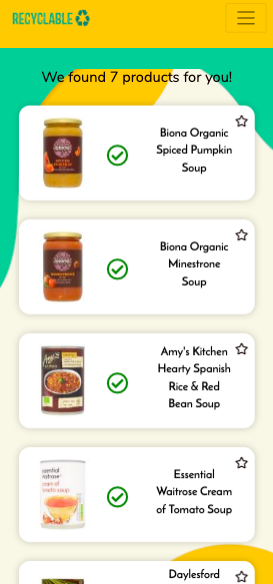 RECYCLABLE
We found 7 products for you!
Biona Organic
Spiced Pumpkin
Soup
Biona Organic
Minestrone
Soup
Amy's
Amy's Kitchen
Hearty Spanish
Rice & Red
Bean Soup
essential
waitrose
cream of
tomato soup
Essential
Waitrose Cream
of Tomato Soup
Daylesford